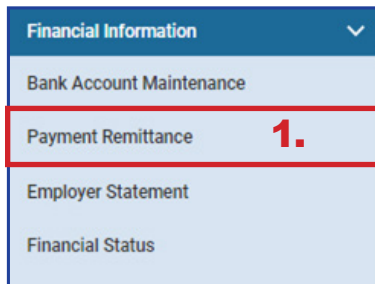 Financial Information
Bank Account Maintenance
Payment Remittance 1.
Employer Statement
Financial Status